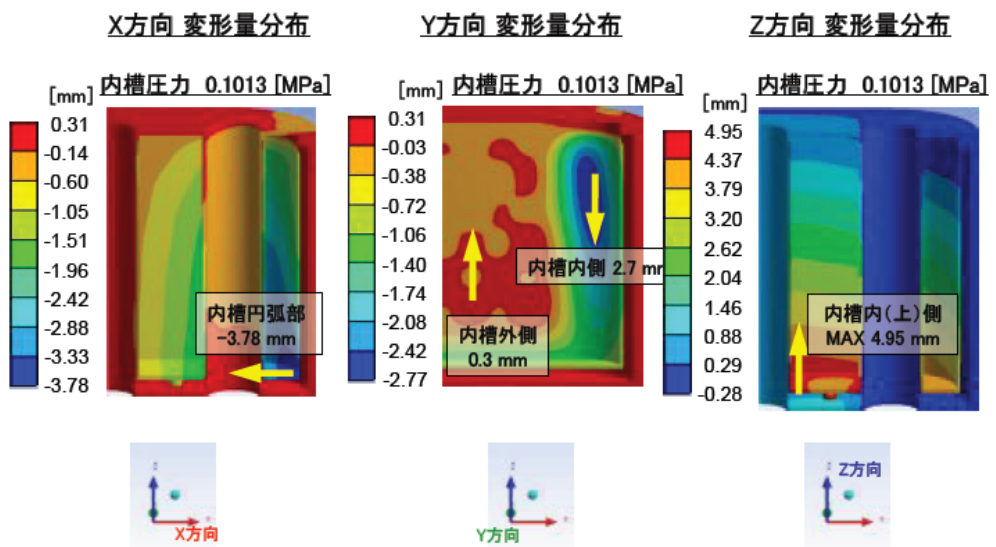 X方向 変形量分布
内槽圧力 0.1013 [MPa]
[mm]
0.31
-0.14
-0.60
-1.05
-1.51
-1.96
-2.42
-2.88
-3.33
-3.78
内槽円弧部
-3.78 mm
X方向
Y方向 変形量分布
内槽圧力 0.1013 [MPa]
[mm]
0.31
-0.03
-0.38
-0.72
-1.06
-1.40
-1.74
-2.08
-2.42
-2.77
内槽内側 2.7 mm
内槽外側
0.3 mm
Y方向
Z方向 変形量分布
内槽圧力 0.1013 [MPa]
[mm]
4.95
4.37
3.79
3.20
2.62
2.04
1.46
0.88
0.29
-0.28
内槽内(上)側
MAX 4.95 mm
Z方向